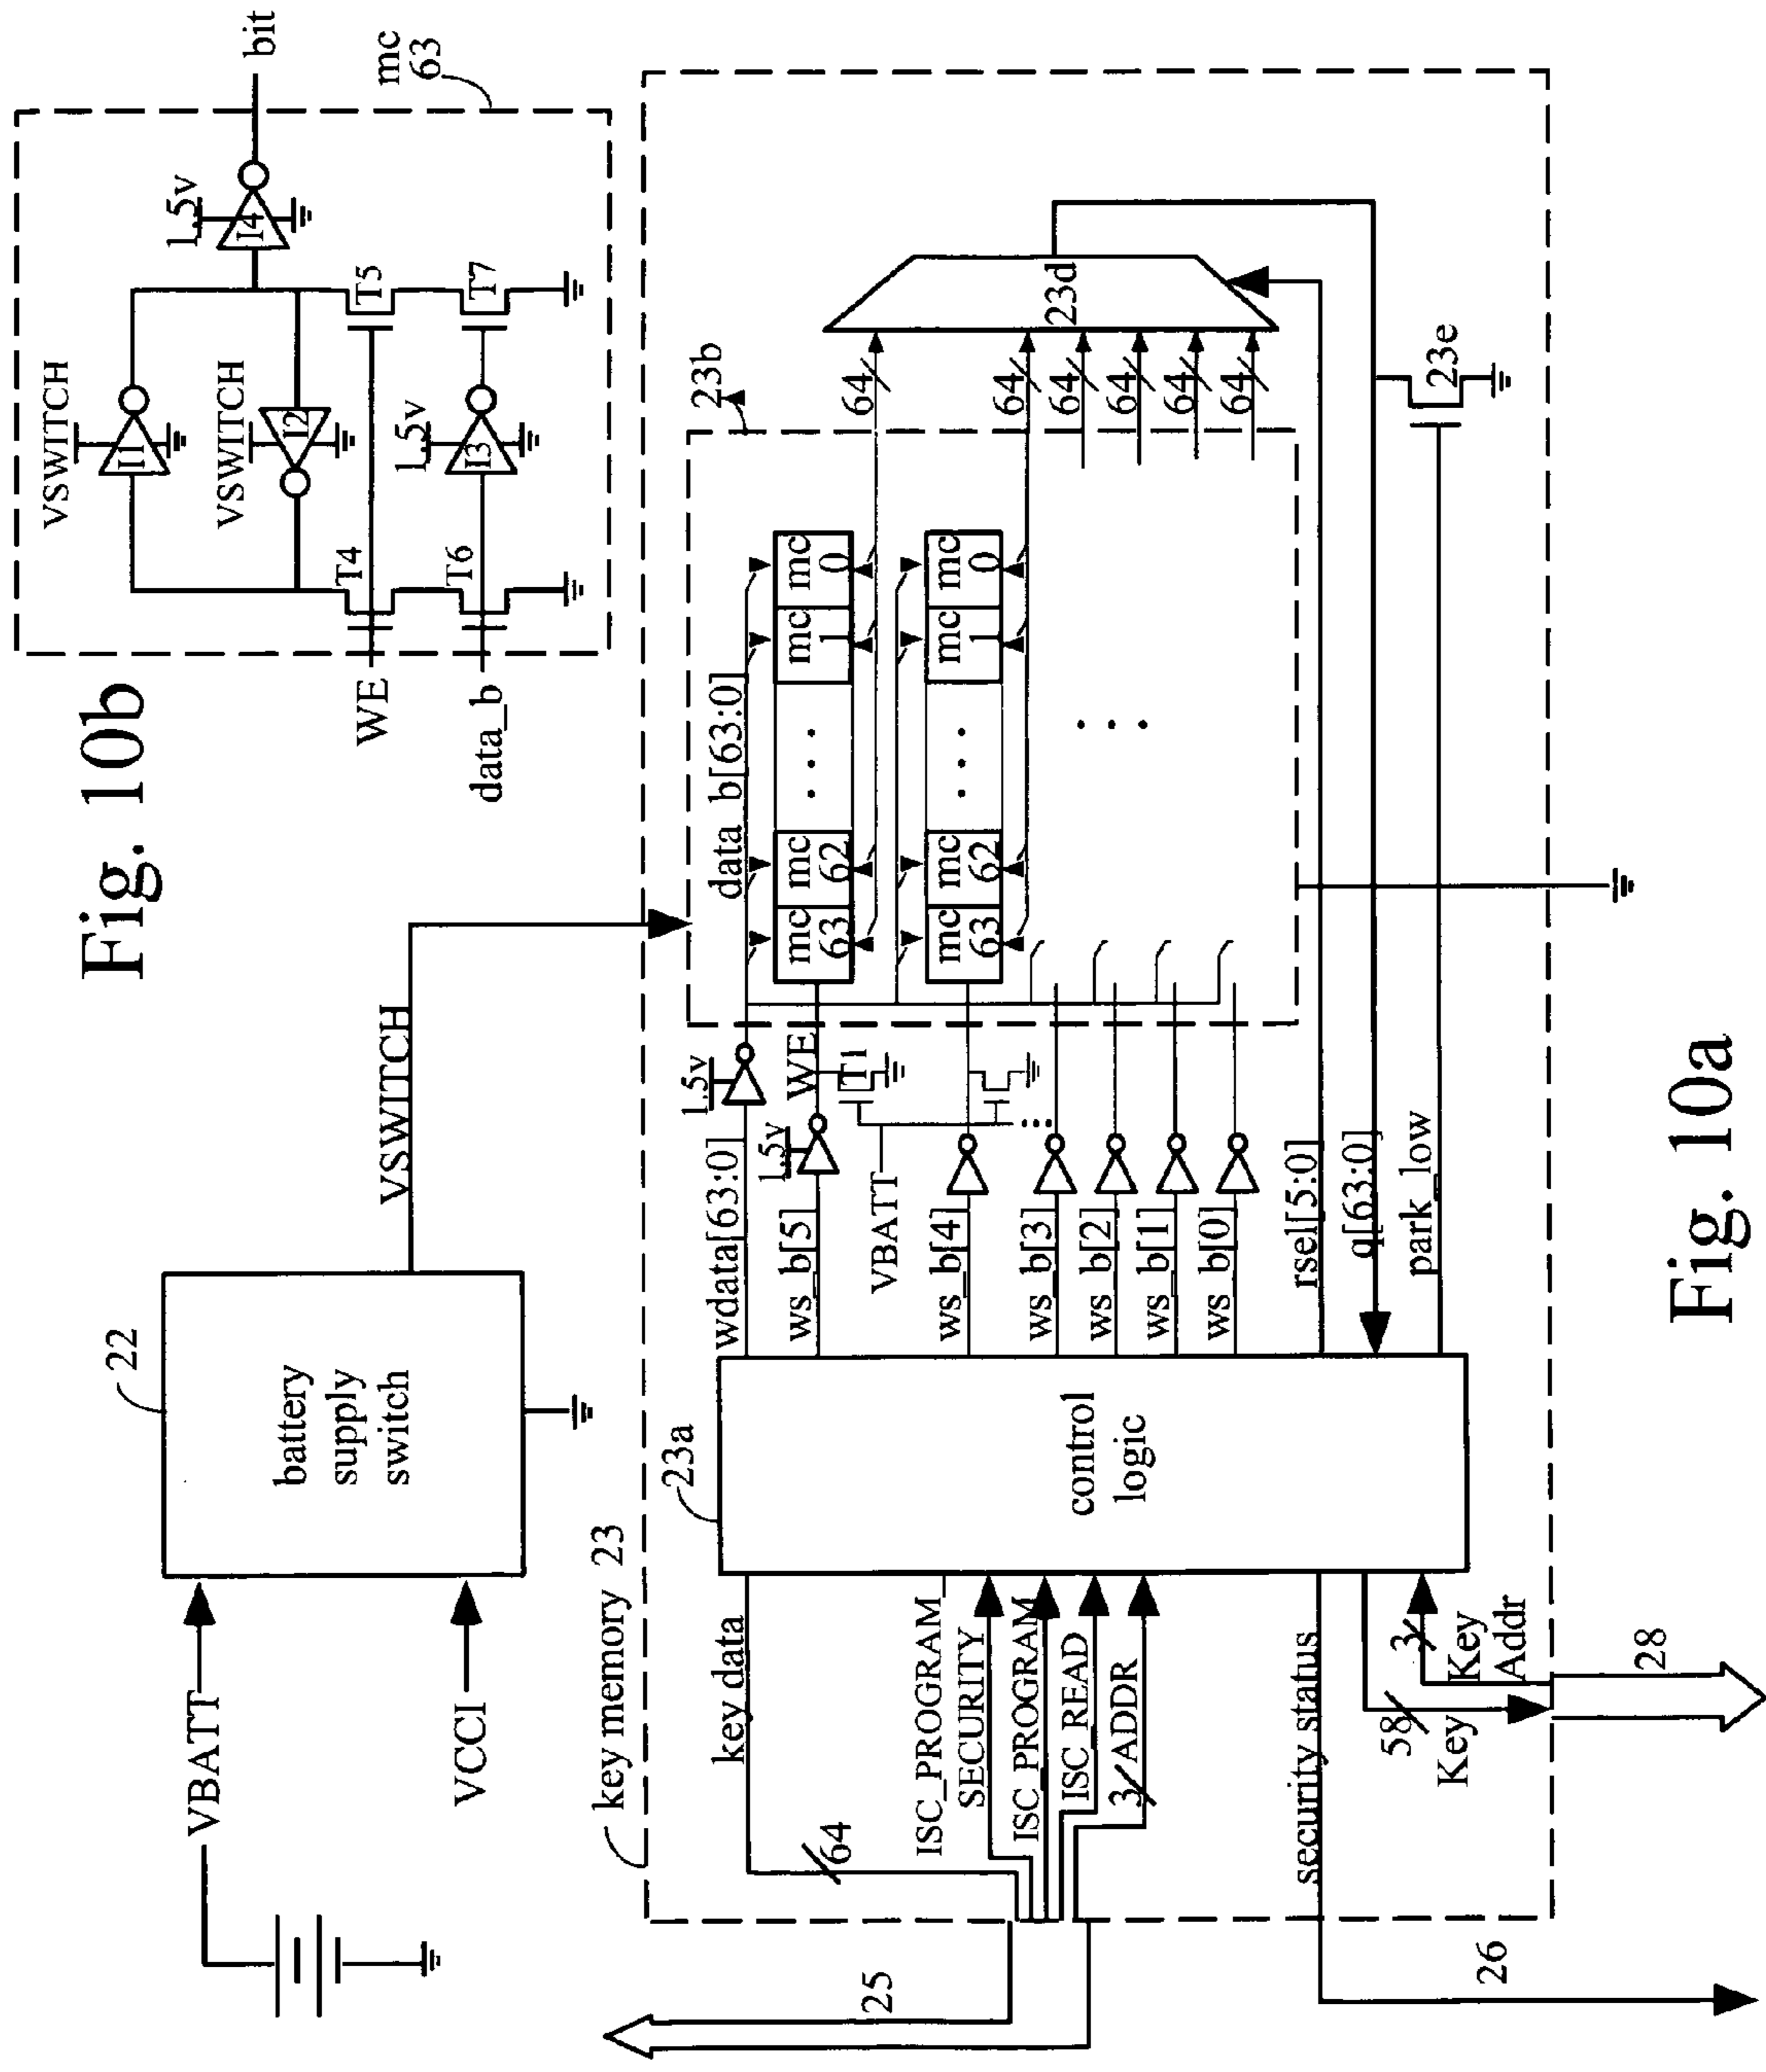 Fig. 10b
mc
63
bit
VSWITCH
I1
VSWITCH
I2
1.5v
I4
T4
T5
T6
T7
1.5v
I3
WE
data_b
VBATT
VCCI
22
battery
supply
switch
VSWITCH
key memory 23
23a
control
logic
key data
64
ISC_PROGRAM_
SECURITY
ISC_PROGRAM
ISC_READ
3
ADDR
security status
58
Key
3
Key
Addr
25
26
28
wdata[63:0]
1.5v
data_b[63:0]
ws_b[5]
1.5v
WE
T1
VBATT
ws_b[4]
ws_b[3]
ws_b[2]
ws_b[1]
ws_b[0]
rsel[5:0]
q[63:0]
park_low
23b
mc
63
mc
62
. . .
mc
1
mc
0
mc
63
mc
62
. . .
mc
1
mc
0
. . .
64
64
64
64
64
64
23d
23e
Fig. 10a